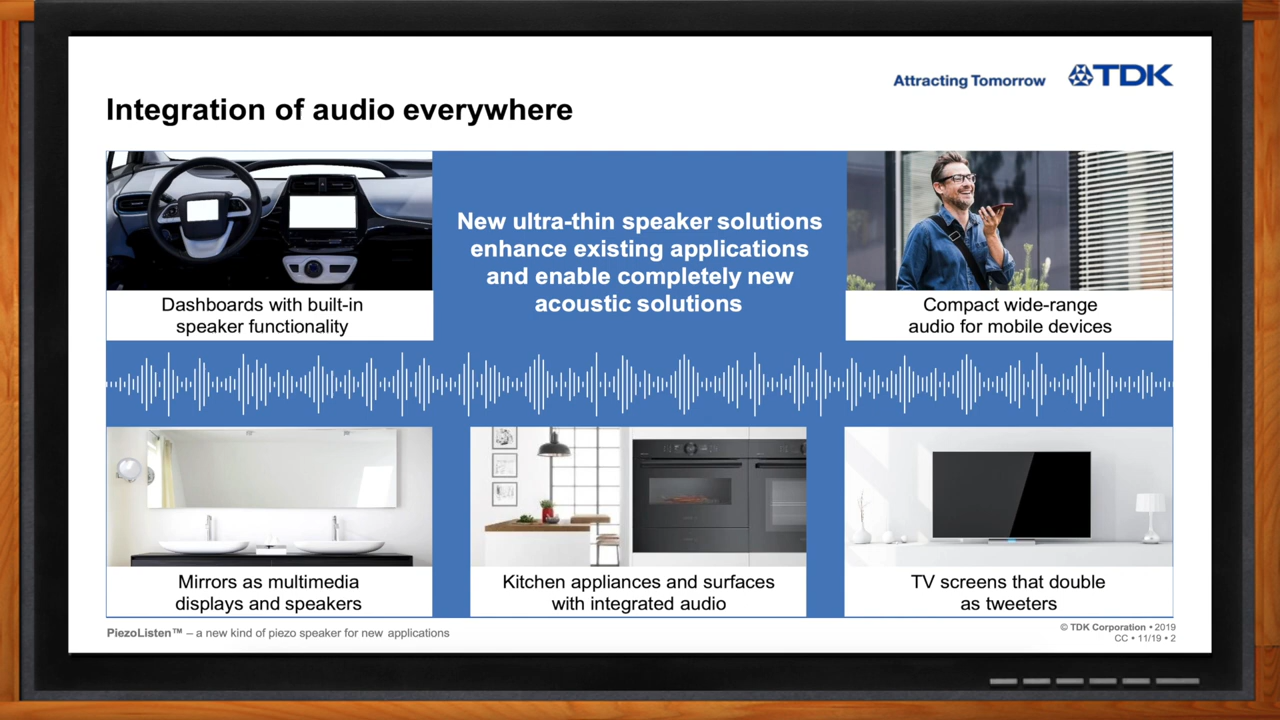 Attracting Tomorrow
TDK
Integration of audio everywhere
New ultra-thin speaker solutions
enhance existing applications
and enable completely new
acoustic solutions
Dashboards with built-in
speaker functionality
Compact wide-range
audio for mobile devices
Mirrors as multimedia
displays and speakers
Kitchen appliances and surfaces
with integrated audio
TV screens that double
as tweeters
PiezoListen™ – a new kind of piezo speaker for new applications
© TDK Corporation • 2019
CC • 11/19 • 2